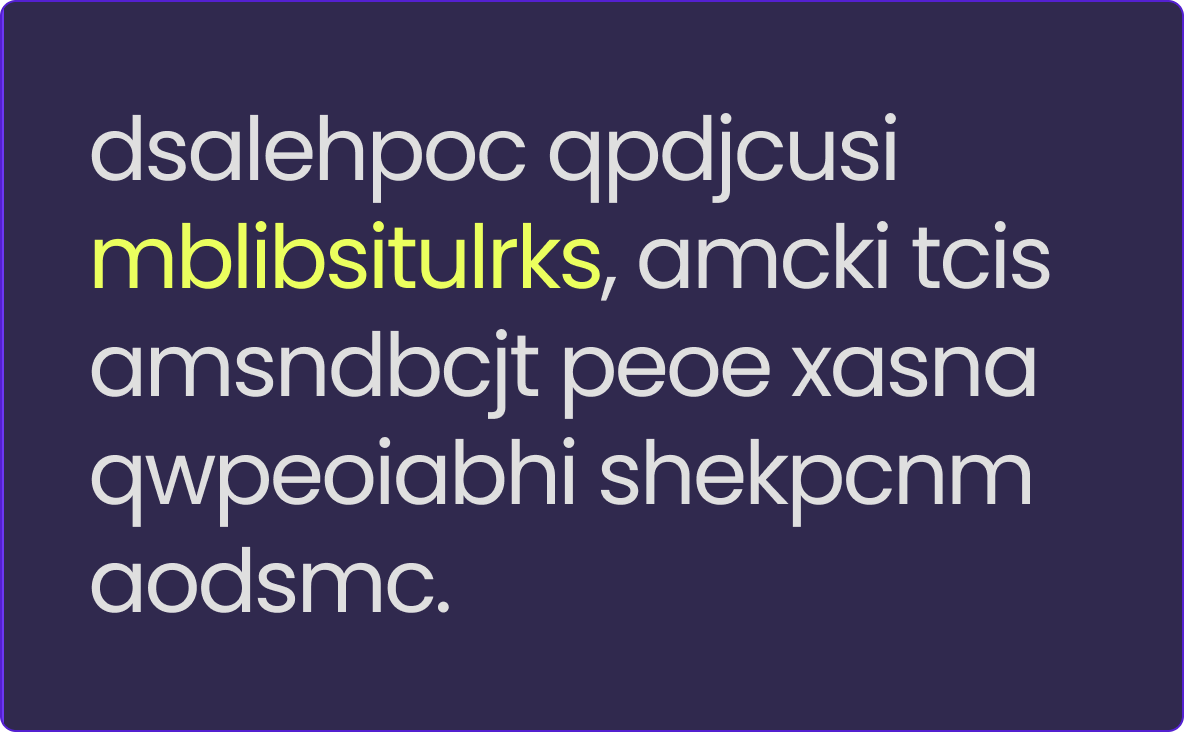 dsalehpoc qpdjcusi
mblibsitulrks, amcki tcis
amsndbcjt peoe xasna
qwpeoiabhi shekpcnm
aodsmc.